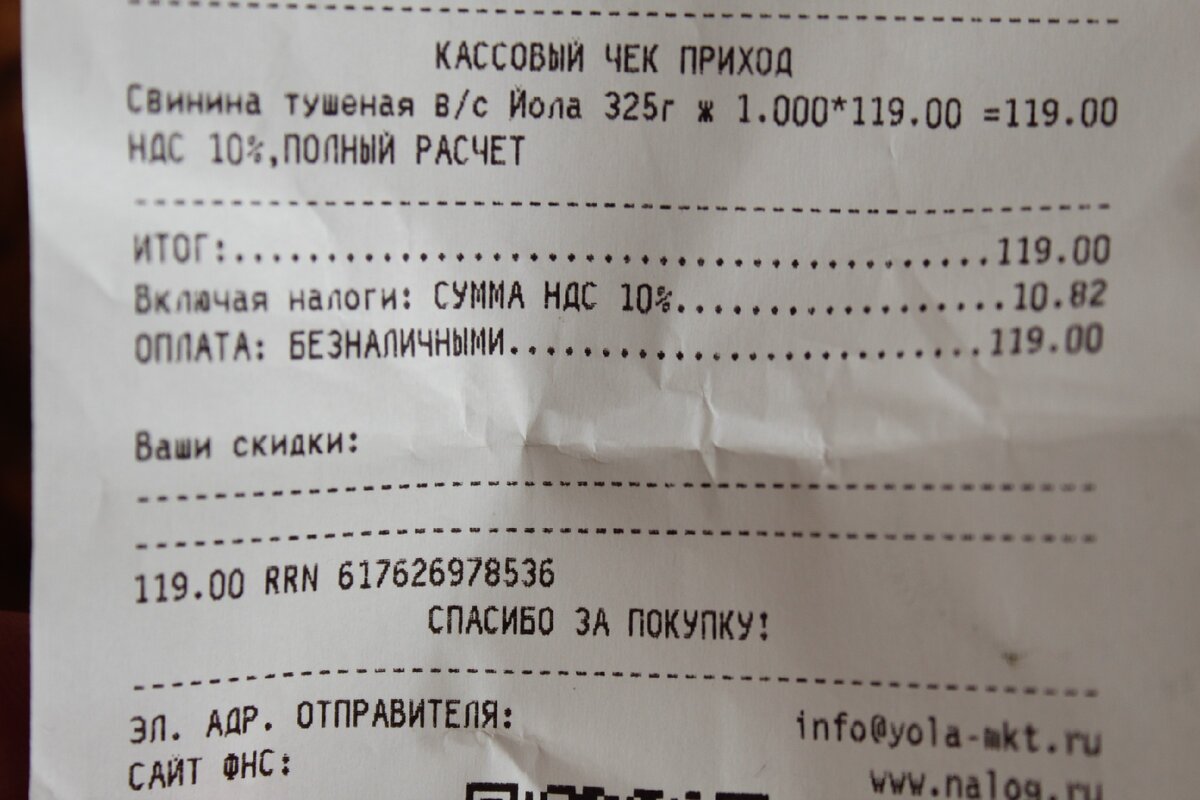 КАССОВЫЙ ЧЕК ПРИХОД
Свинина тушеная в/с Йола 325г ж 1.000*119.00 =119.00
НДС 10%,ПОЛНЫЙ РАСЧЕТ
ИТОГ:..................................119.00
Включая налоги: СУММА НДС 10%..................10.82
ОПЛАТА: БЕЗНАЛИЧНЫМИ..........................119.00
Ваши скидки:
119.00 RRN 617626978536
СПАСИБО ЗА ПОКУПКУ!
ЭЛ. АДР. ОТПРАВИТЕЛЯ: info@yola-mkt.ru
САЙТ ФНС: www.nalog.ru